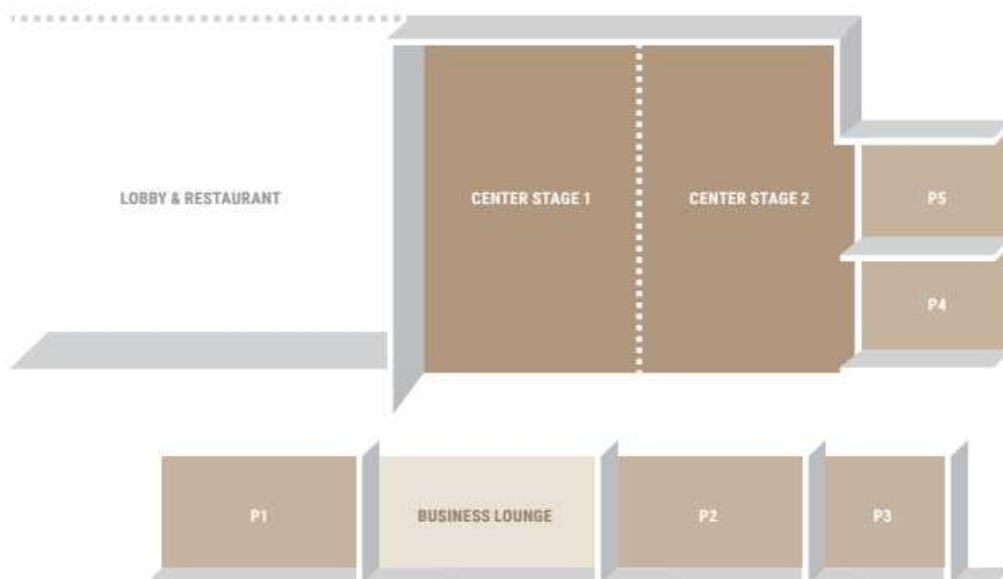 LOBBY & RESTAURANT
CENTER STAGE 1
CENTER STAGE 2
P5
P4
P1
BUSINESS LOUNGE
P2
P3